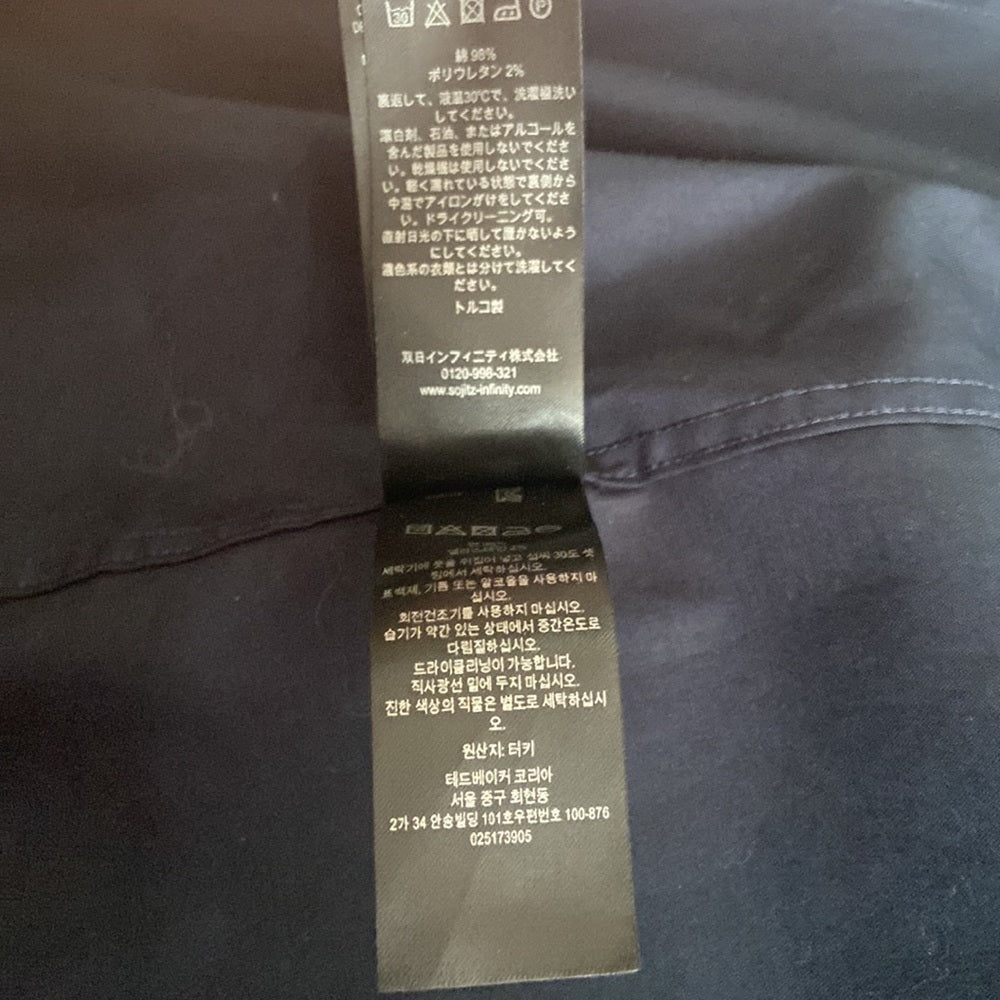 30
P
綿 98%
ポリウレタン 2%
裏返して、液温30℃で、洗濯機洗い
してください。
漂白剤、石油、またはアルコールを
含んだ製品を使用しないでくださ
い。乾燥機は使用しないでくださ
い。軽く濡れている状態で裏側から
中温でアイロンがけをしてくださ
い。ドライクリーニング可。
直射日光の下に晒して置かないよう
にしてください。
濃色系の衣類とは分けて洗濯してく
ださい。
トルコ製
双日インフィニティ株式会社
0120-998-321
www.sojitz-infinity.com
세탁기에 옷을 뒤집어 넣고 섭씨 30도 셋
팅에서 세탁하십시오.
표백제, 기름 또는 알코올을 사용하지 마
십시오.
회전건조기를 사용하지 마십시오.
습기가 약간 있는 상태에서 중간온도로
다림질하십시오.
드라이클리닝이 가능합니다.
직사광선 밑에 두지 마십시오.
진한 색상의 직물은 별도로 세탁하십시
오.
원산지: 터키
테드베이커 코리아
서울 중구 회현동
2가 34 안송빌딩 101호우편번호 100-876
025173905